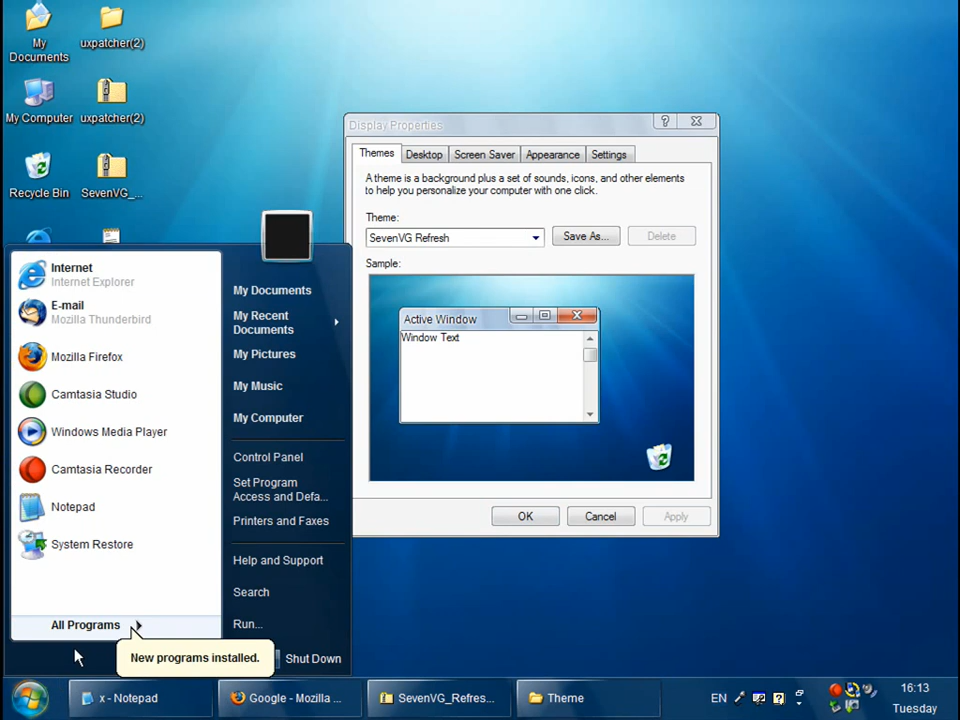 My
Documents
uxpatcher(2)
My Computer
uxpatcher(2)
Recycle Bin
SevenVG_...
Display Properties
?
Themes
Desktop
Screen Saver
Appearance
Settings
A theme is a background plus a set of sounds, icons, and other elements
to help you personalize your computer with one click.
Theme:
SevenVG Refresh
Save As...
Delete
Sample:
Active Window
Window Text
OK
Cancel
Apply
Internet
Internet Explorer
E-mail
Mozilla Thunderbird
Mozilla Firefox
Camtasia Studio
Windows Media Player
Camtasia Recorder
Notepad
System Restore
All Programs
New programs installed.
My Documents
My Recent
Documents
My Pictures
My Music
My Computer
Control Panel
Set Program
Access and Defa...
Printers and Faxes
Help and Support
Search
Run...
Shut Down
x - Notepad
Google - Mozilla ...
SevenVG_Refres...
Theme
EN
16:13
Tuesday